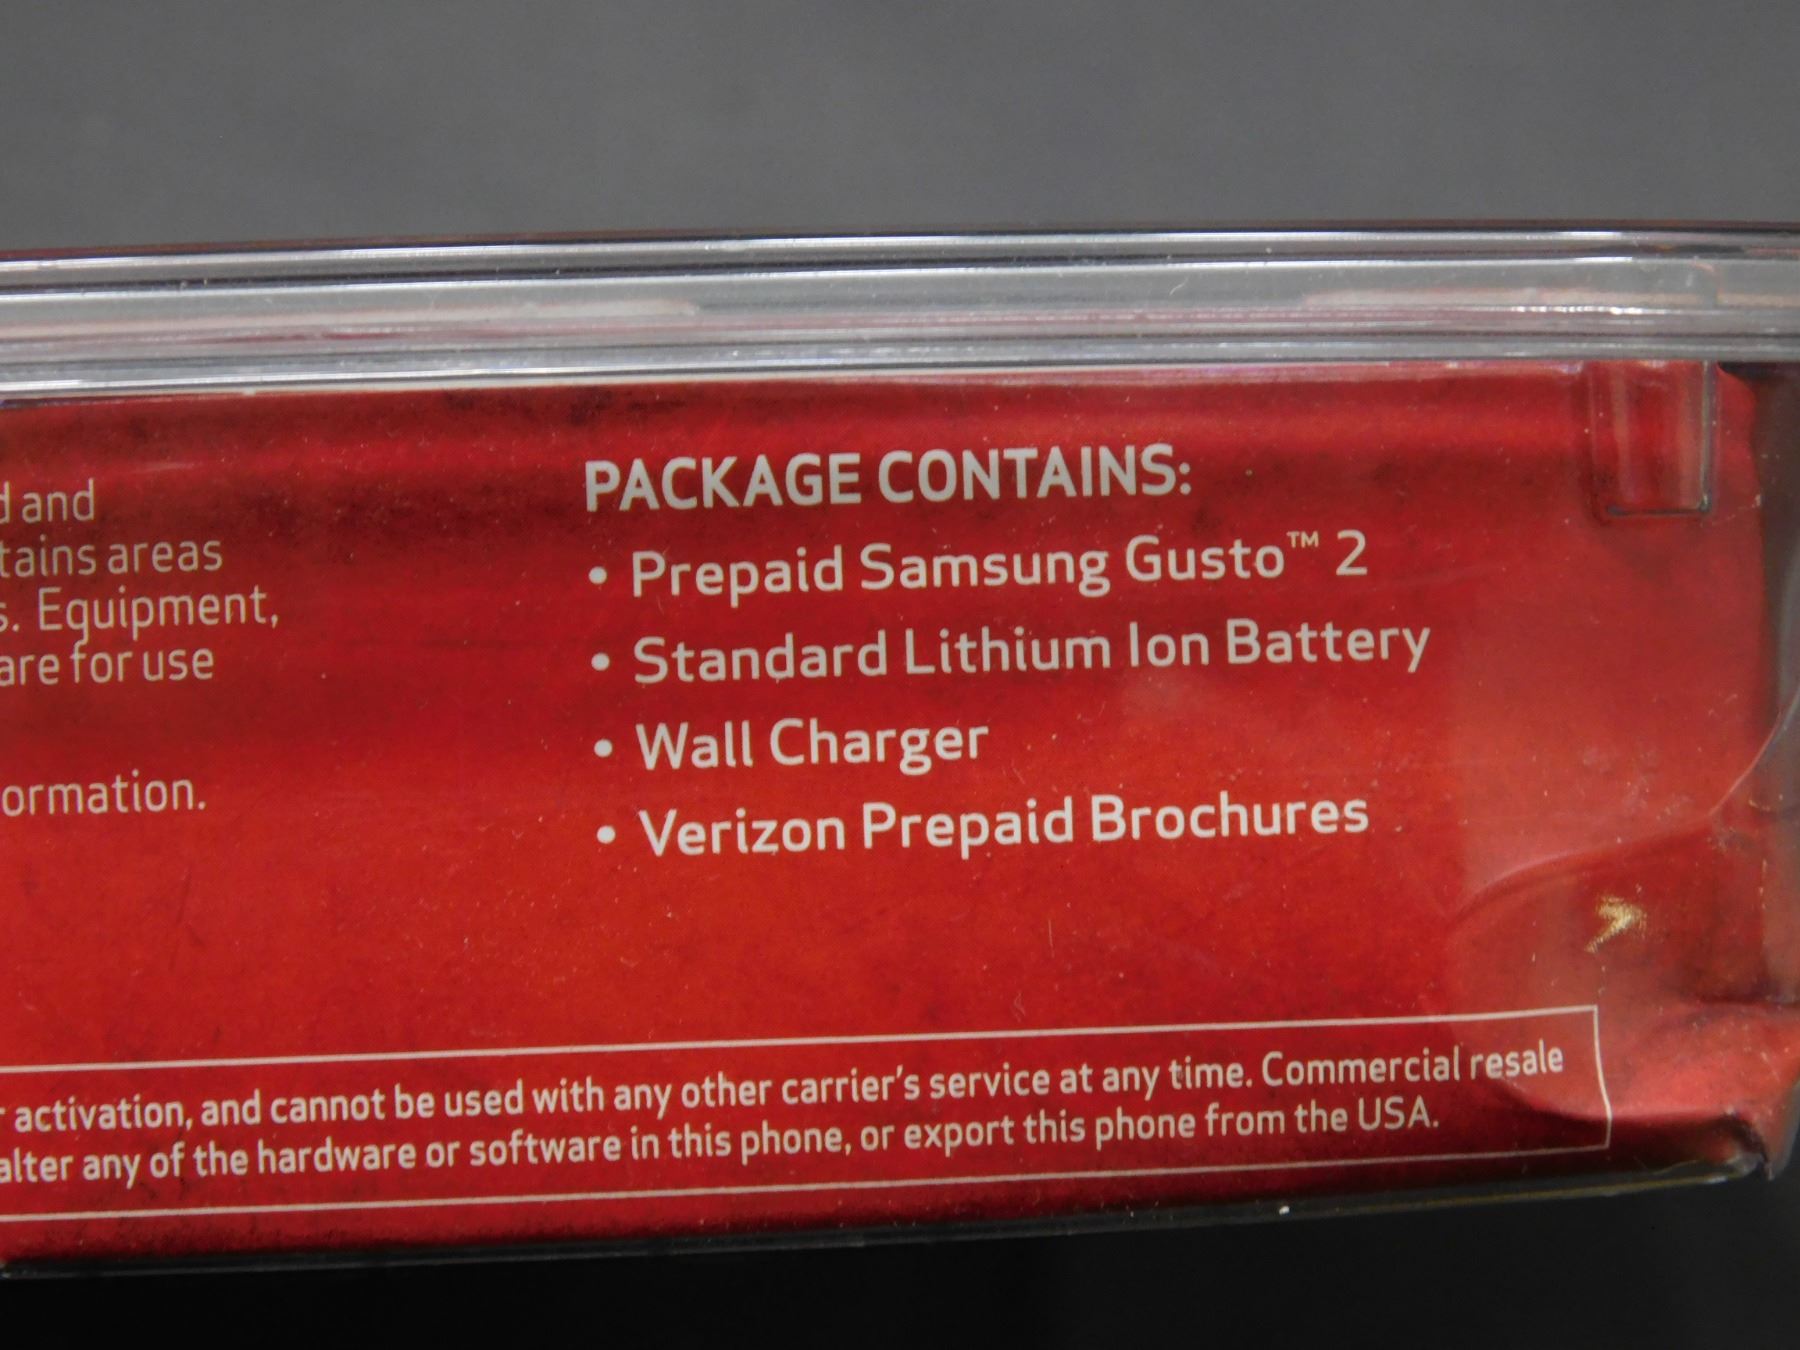 d and
tains areas
s. Equipment,
are for use
ormation.
PACKAGE CONTAINS:
• Prepaid Samsung Gusto™ 2
• Standard Lithium Ion Battery
• Wall Charger
• Verizon Prepaid Brochures
r activation, and cannot be used with any other carrier's service at any time. Commercial resale
alter any of the hardware or software in this phone, or export this phone from the USA.